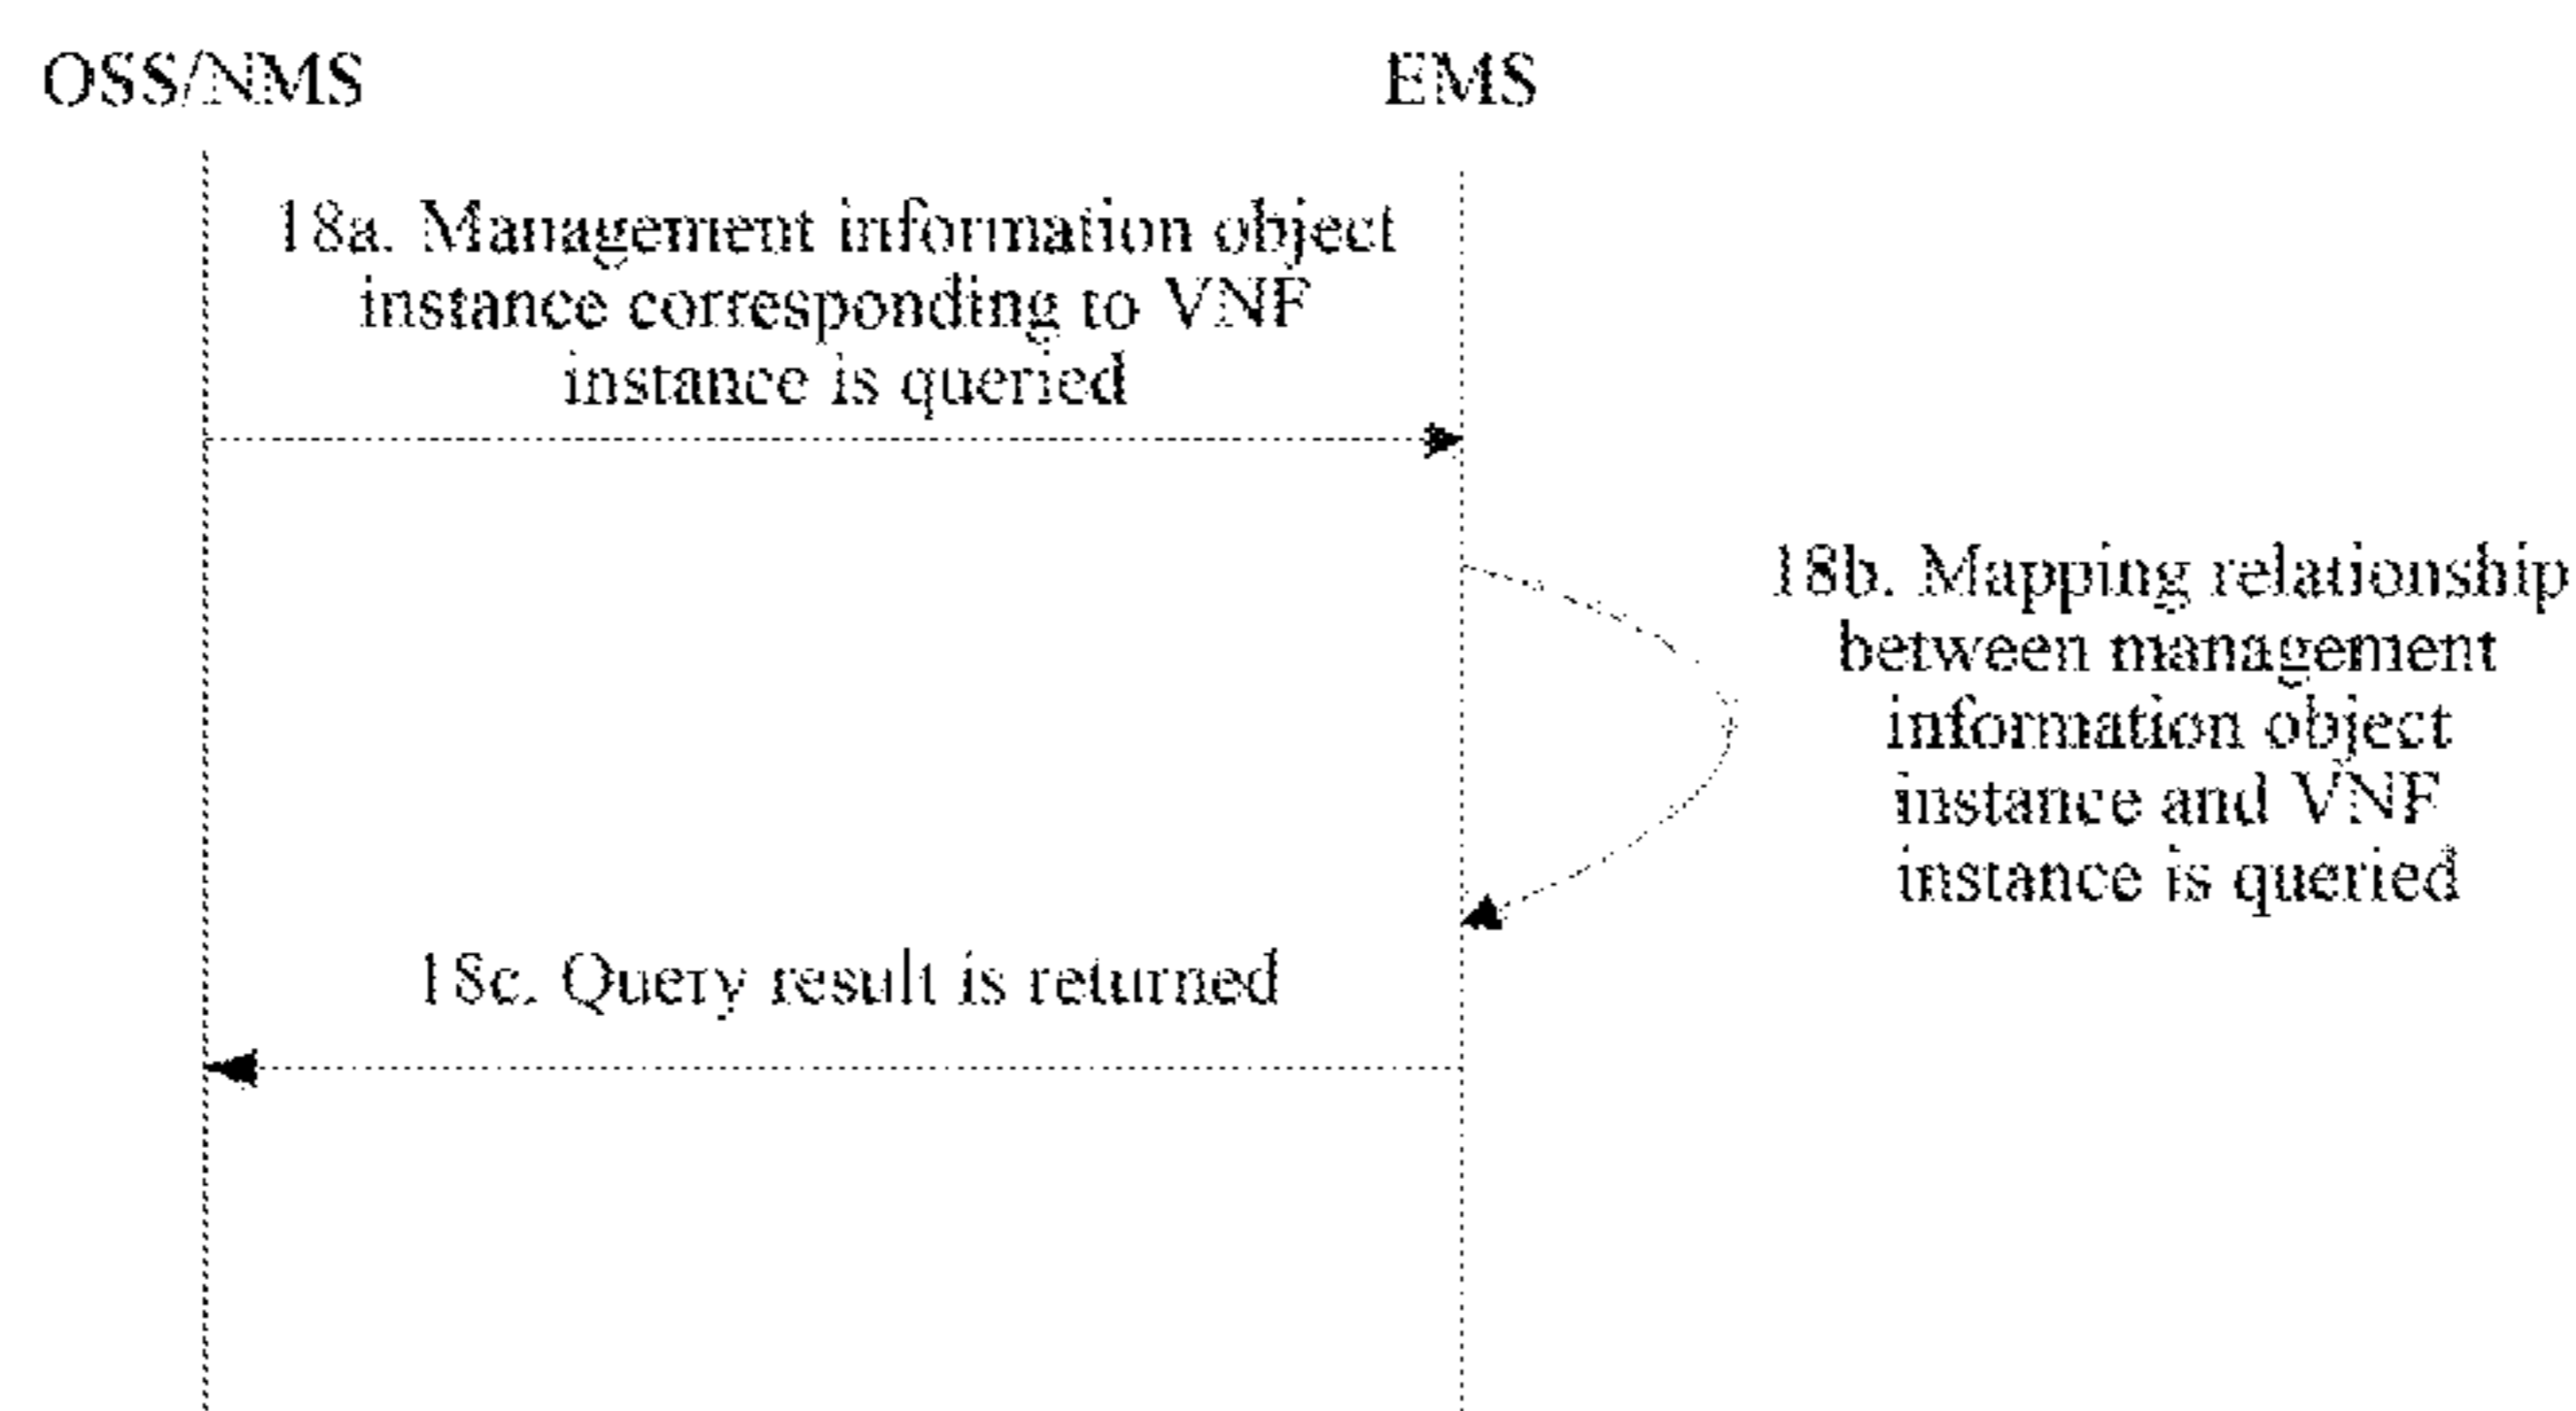 OSS/NMS
EMS
18a. Management information object
instance corresponding to VNF
instance is queried
18b. Mapping relationship
between management
information object
instance and VNF
instance is queried
18c. Query result is returned